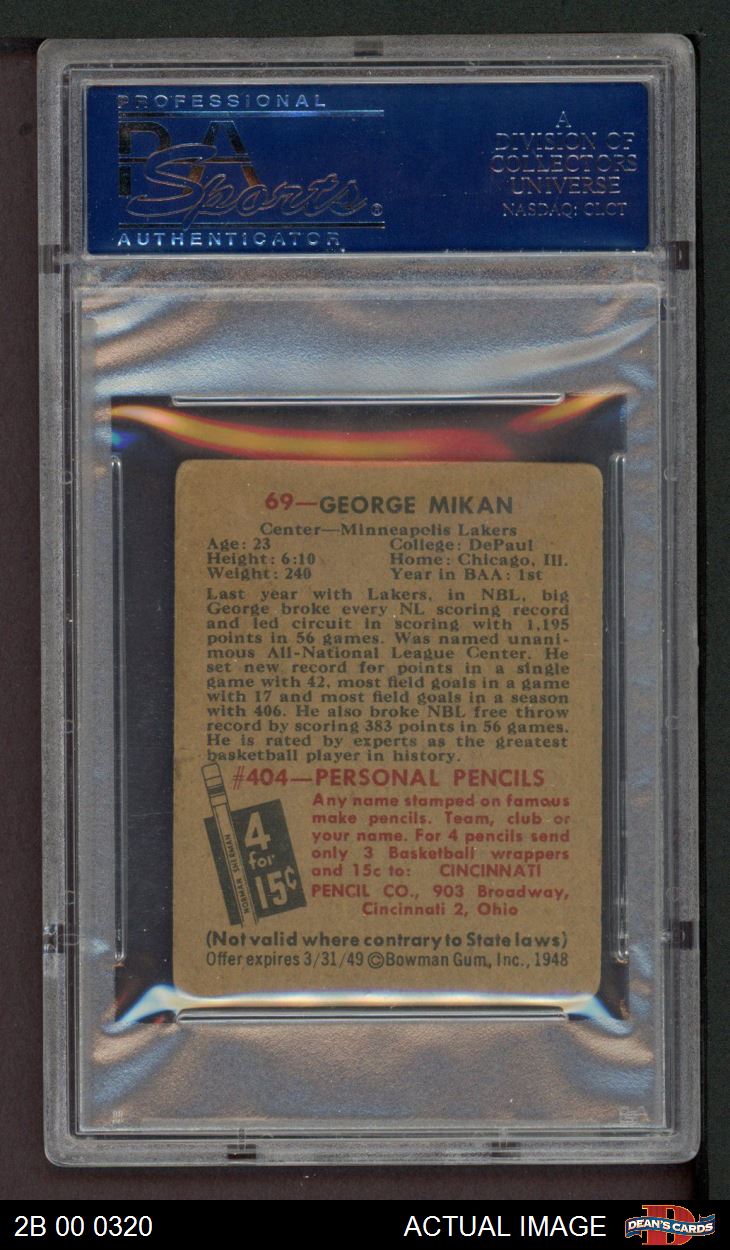 PROFESSIONAL
PSA
Sports®
AUTHENTICATOR
A
DIVISION OF
COLLECTORS
UNIVERSE
NASDAQ: CLCT
69—GEORGE MIKAN
Center—Minneapolis Lakers
Age: 23 College: DePaul
Height: 6:10 Home: Chicago, Ill.
Weight: 240 Year in BAA: 1st
Last year with Lakers, in NBL, big
George broke every NL scoring record
and led circuit in scoring with 1,195
points in 56 games. Was named unani-
mous All-National League Center. He
set new record for points in a single
game with 42, most field goals in a game
with 17 and most field goals in a season
with 406. He also broke NBL free throw
record by scoring 383 points in 56 games.
He is rated by experts as the greatest
basketball player in history.
#404—PERSONAL PENCILS
NORMAN SHERMAN
4
for
15¢
Any name stamped on famous
make pencils. Team, club or
your name. For 4 pencils send
only 3 Basketball wrappers
and 15c to: CINCINNATI
PENCIL CO., 903 Broadway,
Cincinnati 2, Ohio
(Not valid where contrary to State laws)
Offer expires 3/31/49 ©Bowman Gum, Inc., 1948
2B 00 0320
ACTUAL IMAGE
DEAN'S CARDS